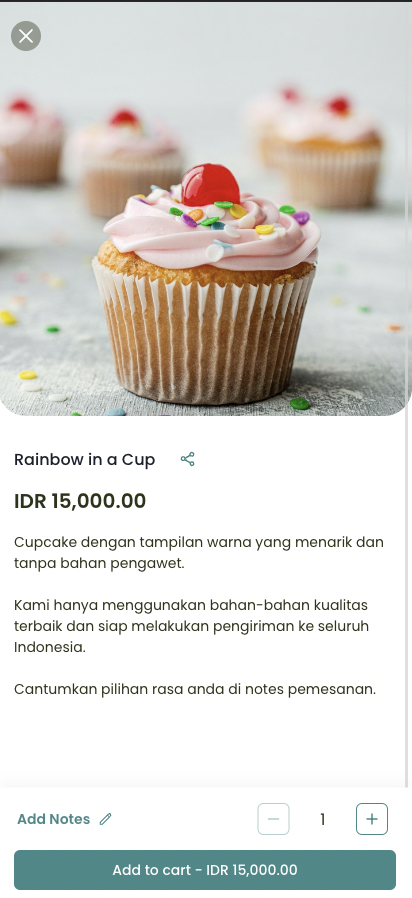 Rainbow in a Cup
IDR 15,000.00
Cupcake dengan tampilan warna yang menarik dan
tanpa bahan pengawet.
Kami hanya menggunakan bahan-bahan kualitas
terbaik dan siap melakukan pengiriman ke seluruh
Indonesia.
Cantumkan pilihan rasa anda di notes pemesanan.
Add Notes
1
Add to cart - IDR 15,000.00